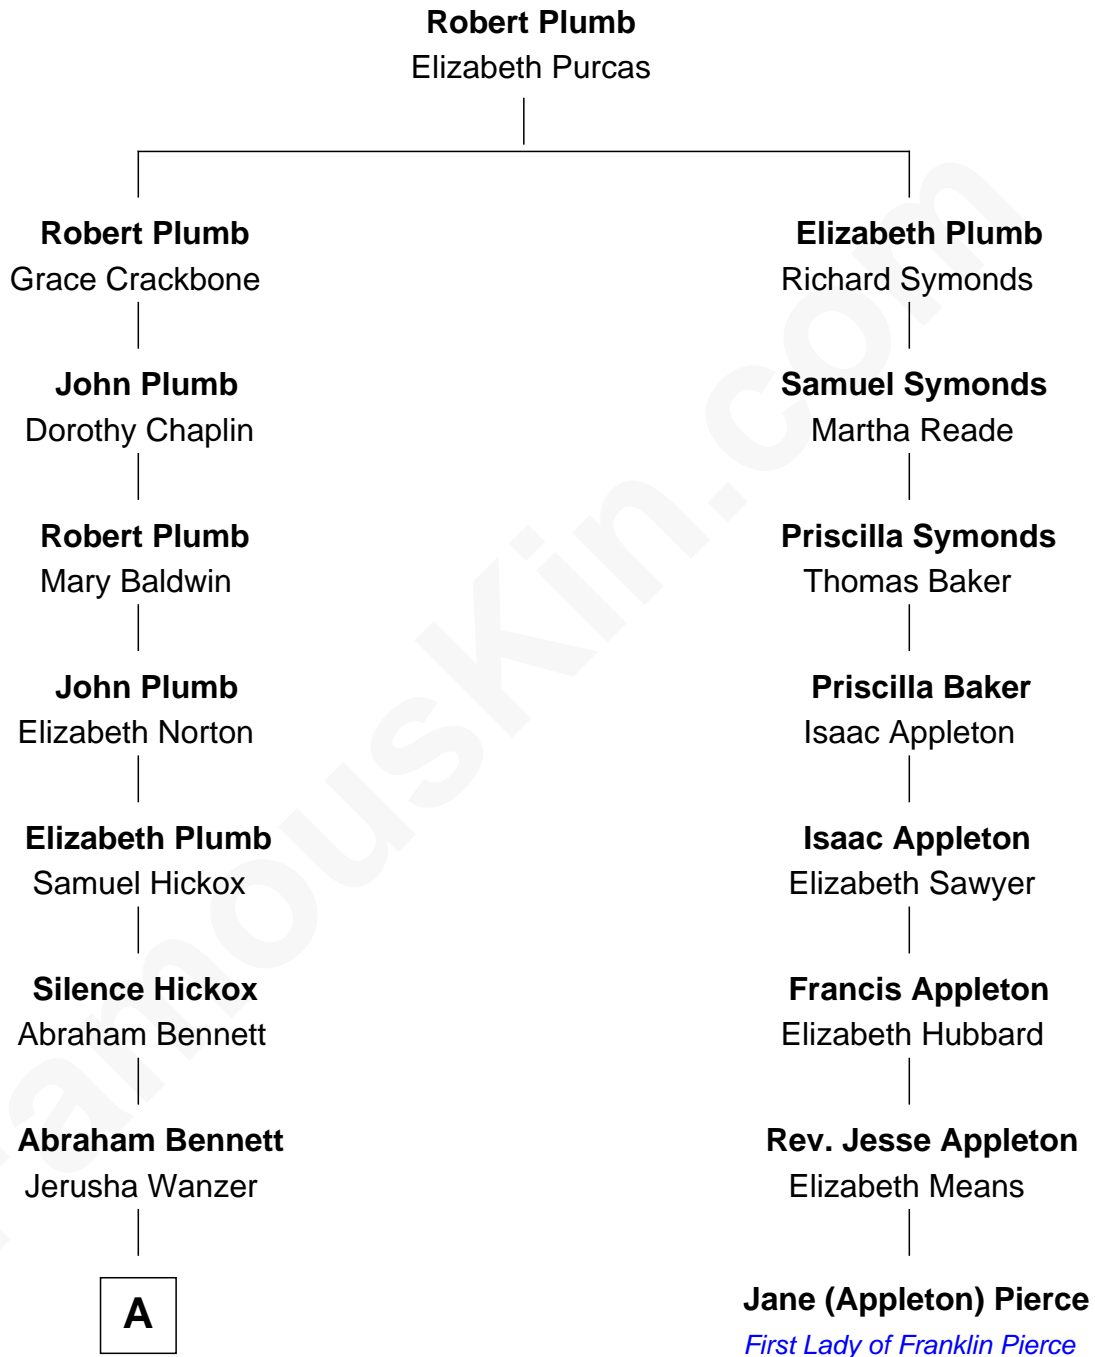 Robert Plumb
Elizabeth Purcas
Robert Plumb
Grace Crackbone
John Plumb
Dorothy Chaplin
Robert Plumb
Mary Baldwin
John Plumb
Elizabeth Norton
Elizabeth Plumb
Samuel Hickox
Silence Hickox
Abraham Bennett
Abraham Bennett
Jerusha Wanzer
A
Elizabeth Plumb
Richard Symonds
Samuel Symonds
Martha Reade
Priscilla Symonds
Thomas Baker
Priscilla Baker
Isaac Appleton
Isaac Appleton
Elizabeth Sawyer
Francis Appleton
Elizabeth Hubbard
Rev. Jesse Appleton
Elizabeth Means
Jane (Appleton) Pierce
First Lady of Franklin Pierce
FamousKin.com